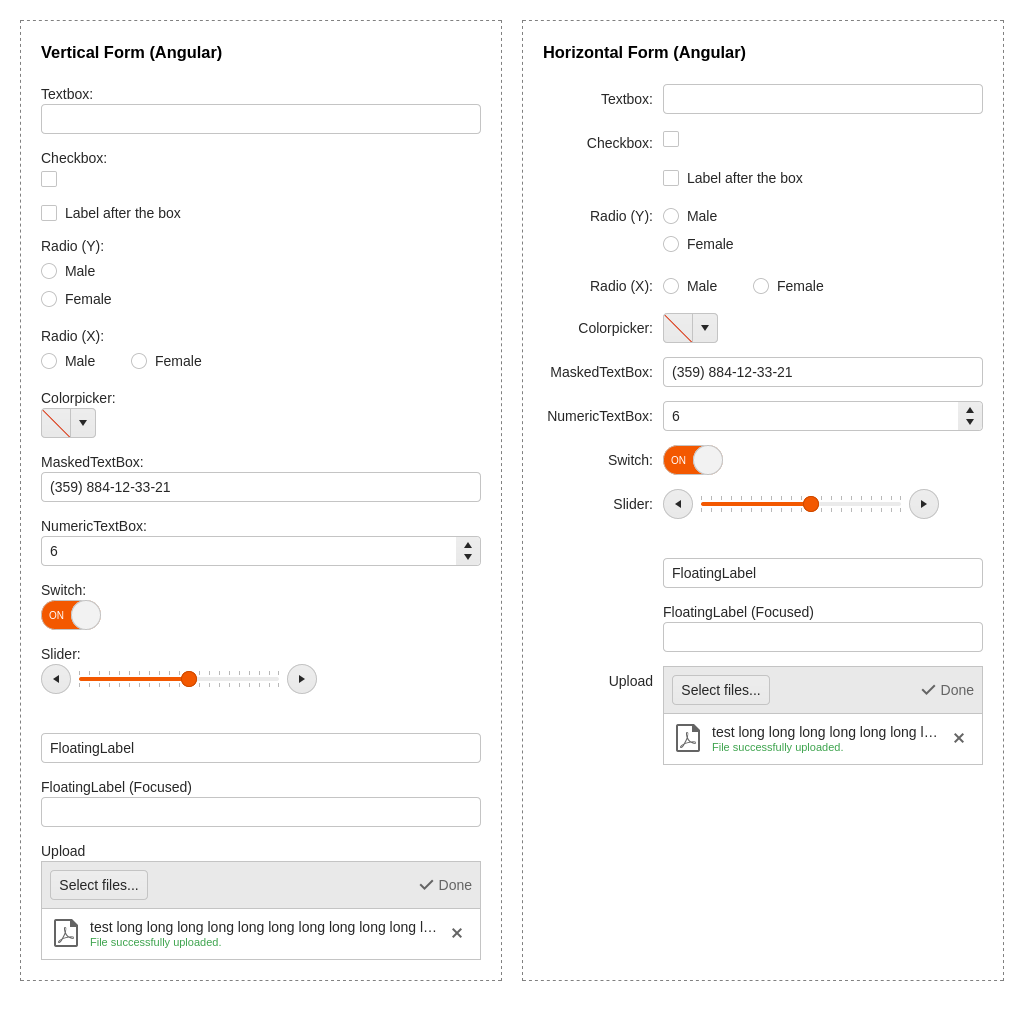 Vertical Form (Angular)
Textbox:
Checkbox:
Label after the box
Radio (Y):
Male
Female
Radio (X):
Male Female
Colorpicker:
MaskedTextBox:
(359) 884-12-33-21
NumericTextBox:
6
Switch:
ON
Slider:
FloatingLabel
FloatingLabel (Focused)
Upload
Select files... Done
test long long long long long long long long long long l…
File successfully uploaded.
Horizontal Form (Angular)
Textbox:
Checkbox:
Label after the box
Radio (Y): Male
Female
Radio (X): Male Female
Colorpicker:
MaskedTextBox: (359) 884-12-33-21
NumericTextBox: 6
Switch: ON
Slider:
FloatingLabel
FloatingLabel (Focused)
Upload Select files... Done
test long long long long long long l…
File successfully uploaded.